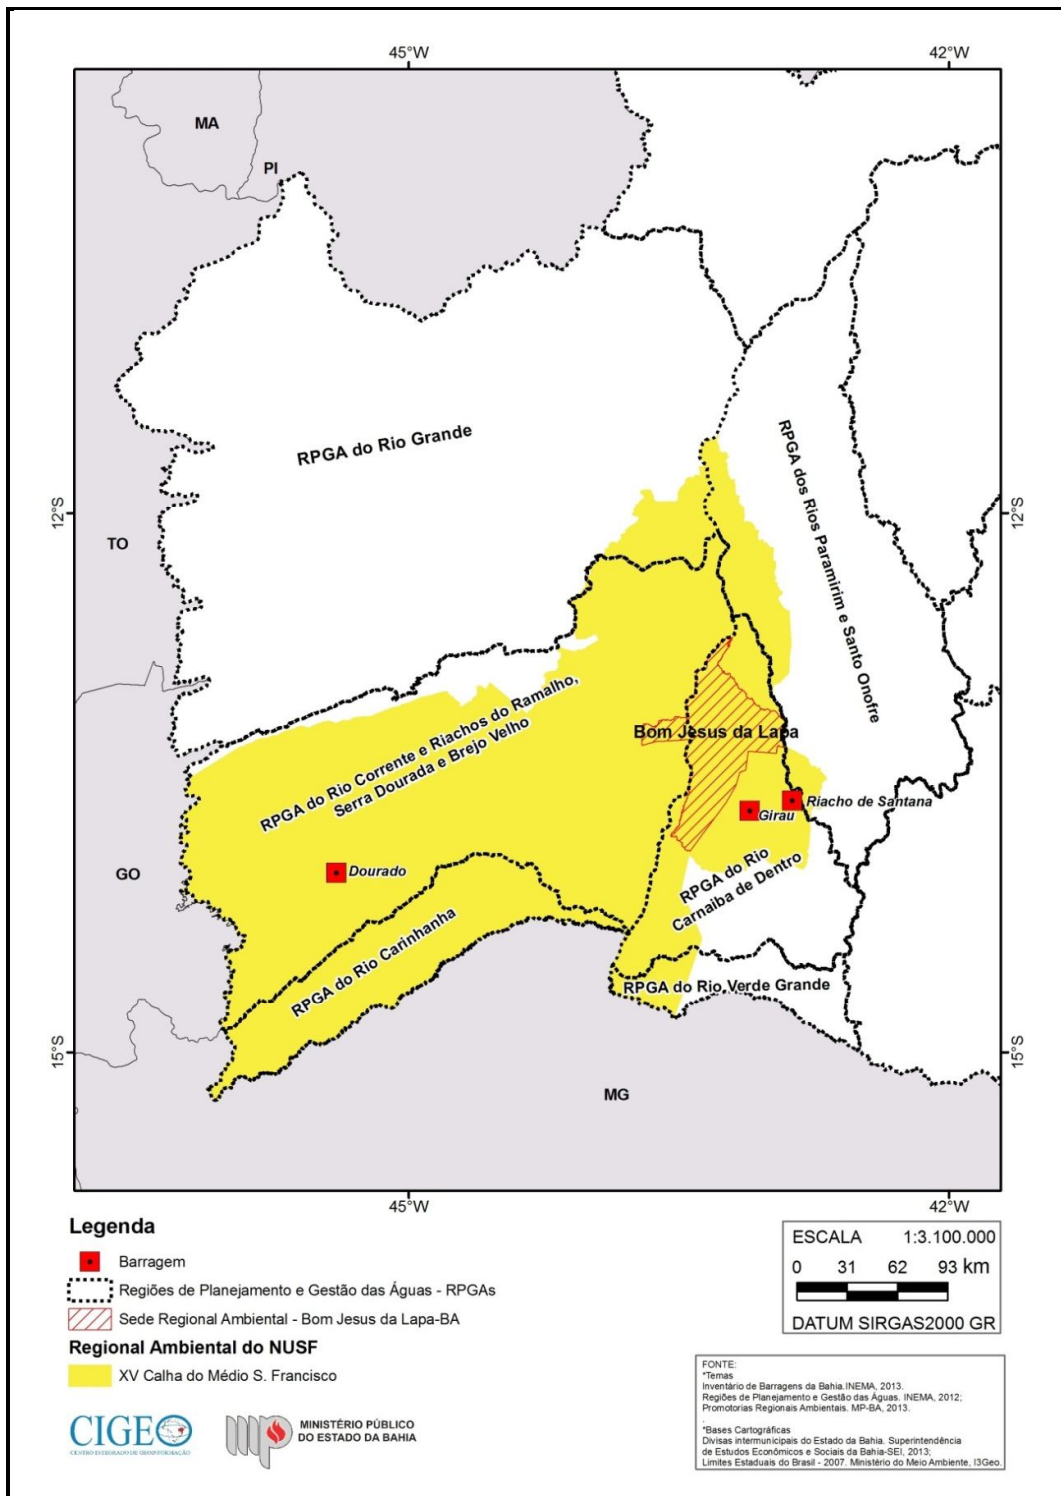 45°W
42°W
MA
PI
RPGA do Rio Grande
RPGA dos Rios Paramirim e Santo Onofre
12°S
12°S
TO
RPGA do Rio Corrente e Riachos do Ramalho,
Serra Dourada e Brejo Velho
Bom Jesus da Lapa
Riacho de Santana
Girau
GO
Dourado
RPGA do Rio
Carnaiba de Dentro
RPGA do Rio Carinhanha
RPGA do Rio Verde Grande
15°S
15°S
MG
45°W
42°W
Legenda
Barragem
Regiões de Planejamento e Gestão das Águas - RPGAs
Sede Regional Ambiental - Bom Jesus da Lapa-BA
Regional Ambiental do NUSF
XV Calha do Médio S. Francisco
ESCALA 1:3.100.000
0 31 62 93 km
DATUM SIRGAS2000 GR
CIGEO
CENTRO INTEGRADO DE GEOINFORMAÇÃO
MINISTÉRIO PÚBLICO
DO ESTADO DA BAHIA
FONTE:
*Temas
Inventário de Barragens da Bahia.INEMA, 2013.
Regiões de Planejamento e Gestão das Águas. INEMA, 2012;
Promotorias Regionais Ambientais. MP-BA, 2013.
.
*Bases Cartográficas
Divisas intermunicipais do Estado da Bahia. Superintendência
de Estudos Econômicos e Sociais da Bahia-SEI, 2013;
Limites Estaduais do Brasil - 2007. Ministério do Meio Ambiente, I3Geo.